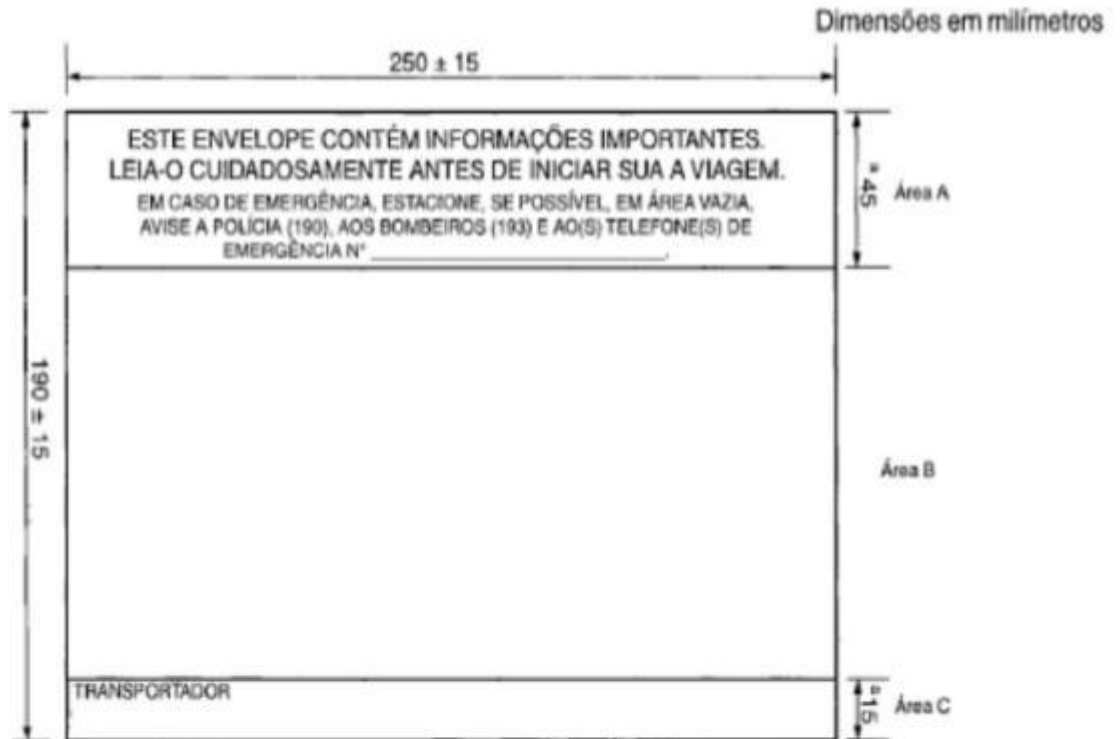 Dimensões em milímetros
250 ± 15
ESTE ENVELOPE CONTÉM INFORMAÇÕES IMPORTANTES.
LEIA-O CUIDADOSAMENTE ANTES DE INICIAR SUA A VIAGEM.
EM CASO DE EMERGÊNCIA, ESTACIONE, SE POSSÍVEL, EM ÁREA VAZIA,
AVISE A POLÍCIA (190), AOS BOMBEIROS (193) E AO(S) TELEFONE(S) DE
EMERGÊNCIA N° ________________________.
a 45
Área A
190 ± 15
Área B
TRANSPORTADOR
a 15
Área C